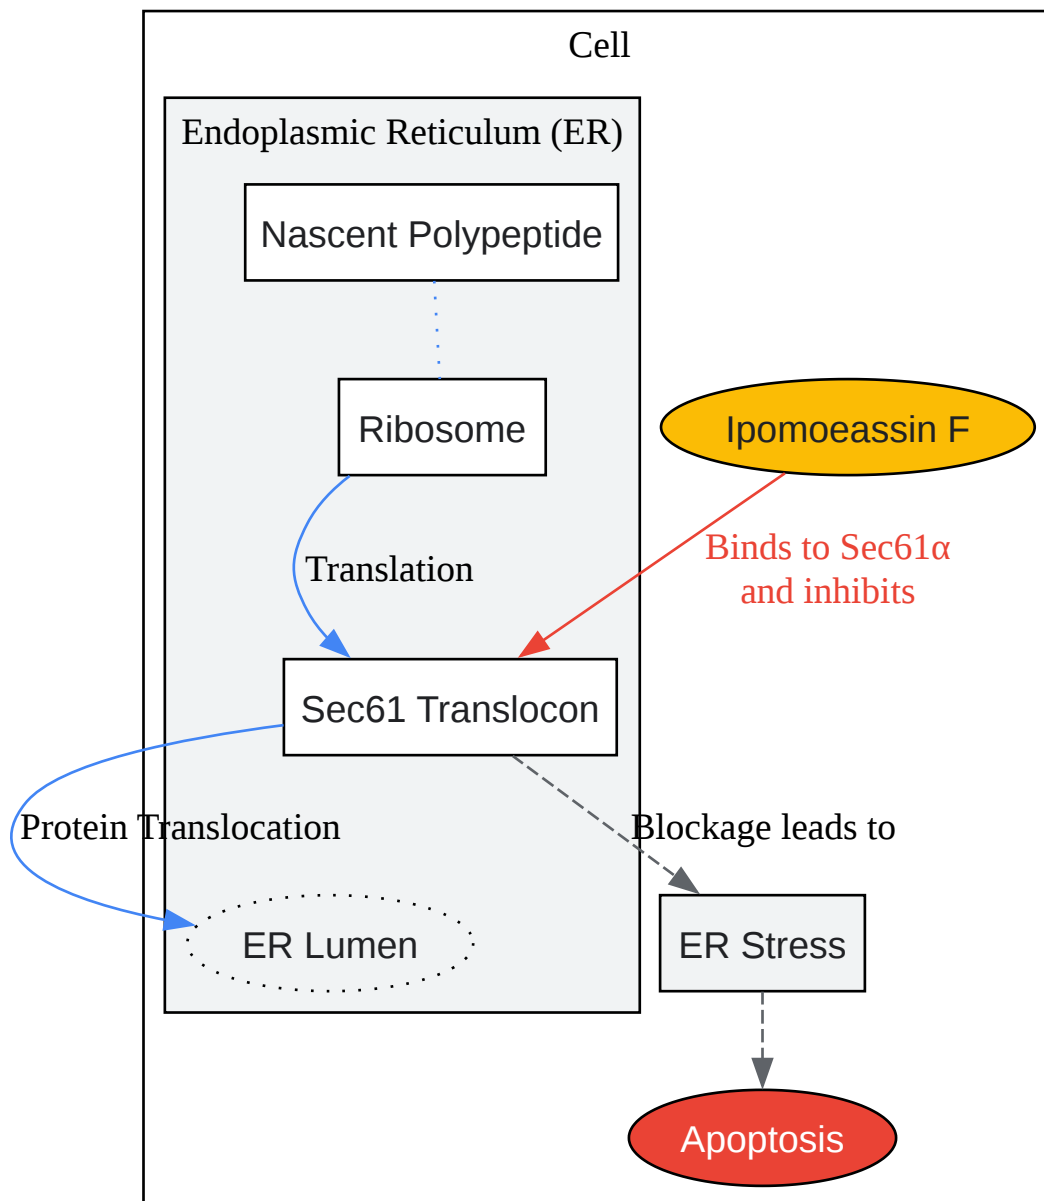 Cell
Endoplasmic Reticulum (ER)
Nascent Polypeptide
Ribosome
Ipomoeassin F
Translation
Binds to Sec61α
and inhibits
Sec61 Translocon
Protein Translocation
Blockage leads to
ER Lumen
ER Stress
Apoptosis